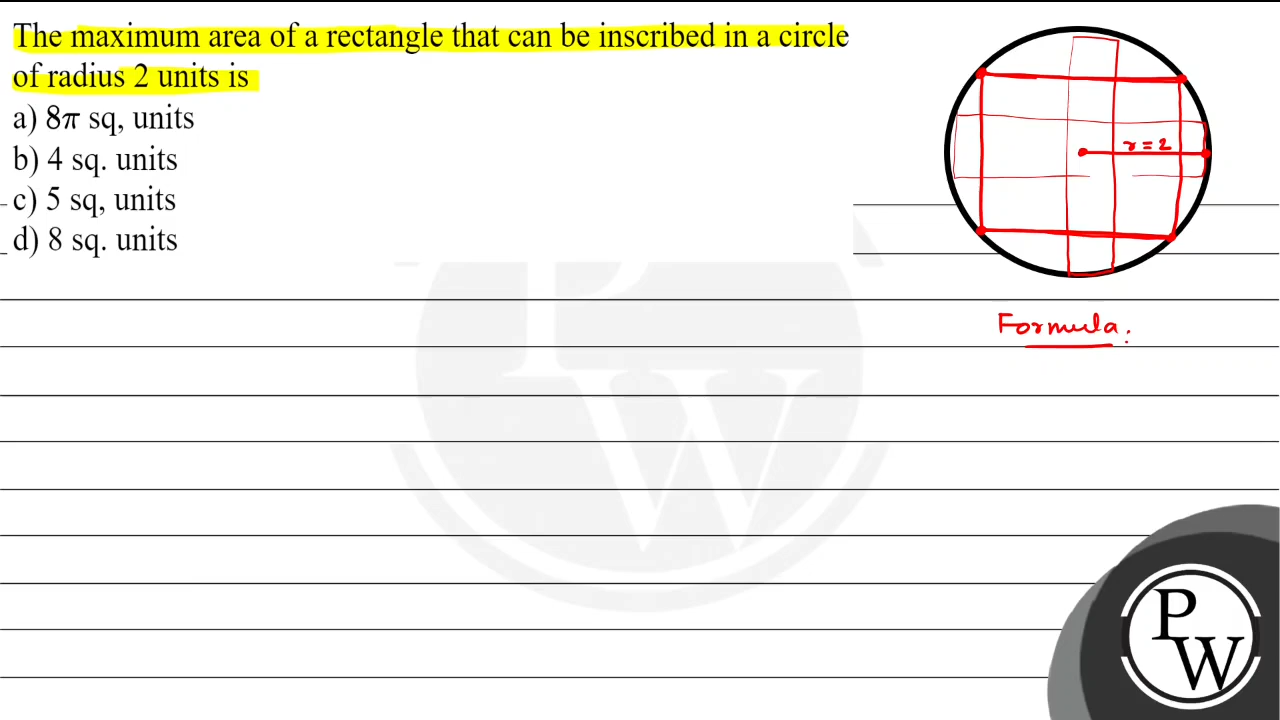 The maximum area of a rectangle that can be inscribed in a circle
of radius 2 units is
a) 8π sq, units
b) 4 sq. units
c) 5 sq, units
d) 8 sq. units
r = 2
Formula:
P
W
P
W